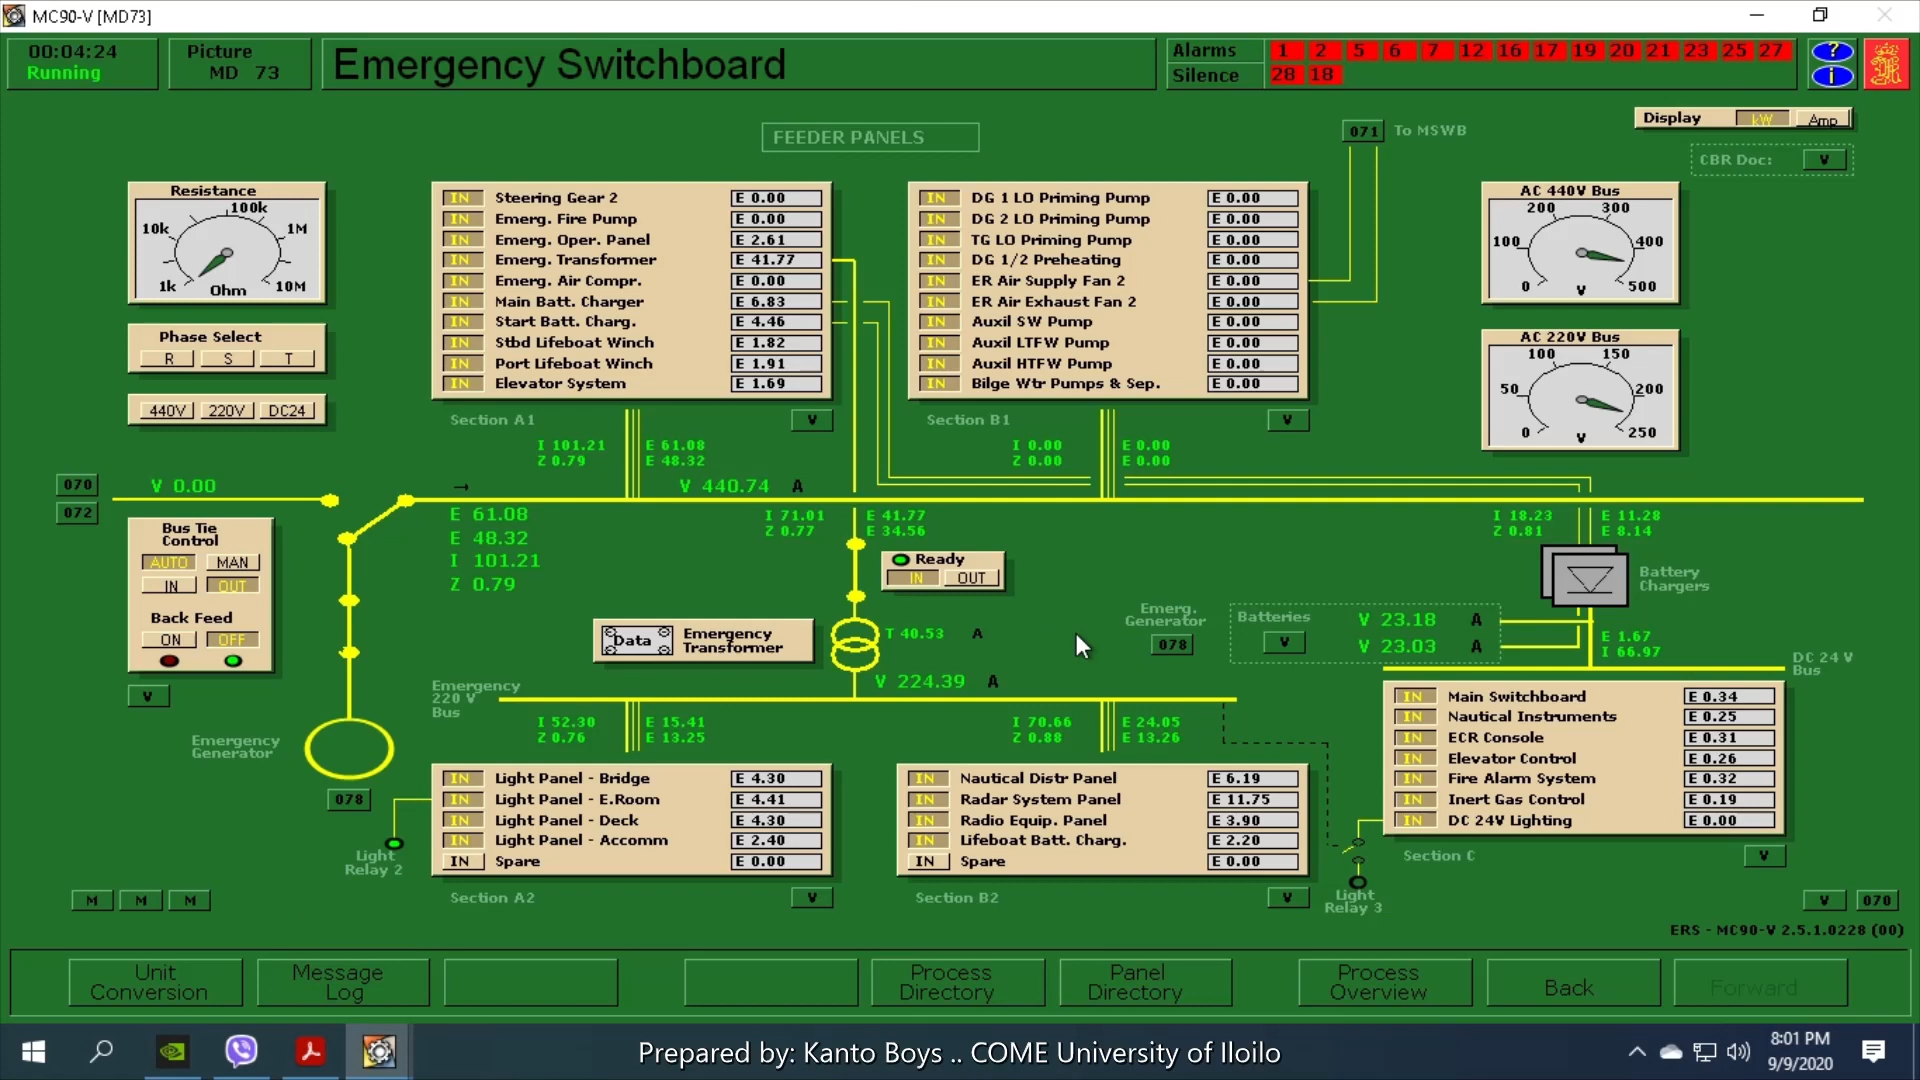 MC90-V [MD73]
00:04:24
Running
Picture
MD 73
Emergency Switchboard
Alarms 1 2 5 6 7 12 16 17 19 20 21 23 25 27
Silence 28 18
?
i
Display kW Amp
CBR Doc: V
FEEDER PANELS
071 To MSWB
Resistance
1k 10k 100k 1M 10M
Ohm
Phase Select
R S T
440V 220V DC24
IN Steering Gear 2 E 0.00
IN Emerg. Fire Pump E 0.00
IN Emerg. Oper. Panel E 2.61
IN Emerg. Transformer E 41.77
IN Emerg. Air Compr. E 0.00
IN Main Batt. Charger E 6.83
IN Start Batt. Charg. E 4.46
IN Stbd Lifeboat Winch E 1.82
IN Port Lifeboat Winch E 1.91
IN Elevator System E 1.69
Section A1 V
IN DG 1 LO Priming Pump E 0.00
IN DG 2 LO Priming Pump E 0.00
IN TG LO Priming Pump E 0.00
IN DG 1/2 Preheating E 0.00
IN ER Air Supply Fan 2 E 0.00
IN ER Air Exhaust Fan 2 E 0.00
IN Auxil SW Pump E 0.00
IN Auxil LTFW Pump E 0.00
IN Auxil HTFW Pump E 0.00
IN Bilge Wtr Pumps & Sep. E 0.00
Section B1 V
AC 440V Bus
0 100 200 300 400 500
V
AC 220V Bus
0 50 100 150 200 250
V
I 101.21 E 61.08
Z 0.79 E 48.32
I 0.00 E 0.00
Z 0.00 E 0.00
070
072
V 0.00
V 440.74 A
E 61.08
E 48.32
I 101.21
Z 0.79
I 71.01 E 41.77
Z 0.77 E 34.56
I 18.23 E 11.28
Z 0.81 E 8.14
Bus Tie
Control
AUTO MAN
IN OUT
Back Feed
ON OFF
V
Ready
IN OUT
Data Emergency
Transformer
T 40.53 A
V 224.39 A
Emerg.
Generator
078
Batteries
V
V 23.18 A
V 23.03 A
Battery
Chargers
E 1.67
I 66.97
DC 24 V
Bus
Emergency
220 V
Bus
I 52.30 E 15.41
Z 0.76 E 13.25
I 70.66 E 24.05
Z 0.88 E 13.26
Emergency
Generator
078
Light
Relay 2
IN Light Panel - Bridge E 4.30
IN Light Panel - E.Room E 4.41
IN Light Panel - Deck E 4.30
IN Light Panel - Accomm E 2.40
IN Spare E 0.00
Section A2 V
IN Nautical Distr Panel E 6.19
IN Radar System Panel E 11.75
IN Radio Equip. Panel E 3.90
IN Lifeboat Batt. Charg. E 2.20
IN Spare E 0.00
Section B2 V
IN Main Switchboard E 0.34
IN Nautical Instruments E 0.25
IN ECR Console E 0.31
IN Elevator Control E 0.26
IN Fire Alarm System E 0.32
IN Inert Gas Control E 0.19
IN DC 24V Lighting E 0.00
Section C V
Light
Relay 3
M M M
V 070
ERS - MC90-V 2.5.1.0228 (00)
Unit
Conversion
Message
Log
Process
Directory
Panel
Directory
Process
Overview
Back
Forward
Prepared by: Kanto Boys .. COME University of Iloilo
8:01 PM
9/9/2020